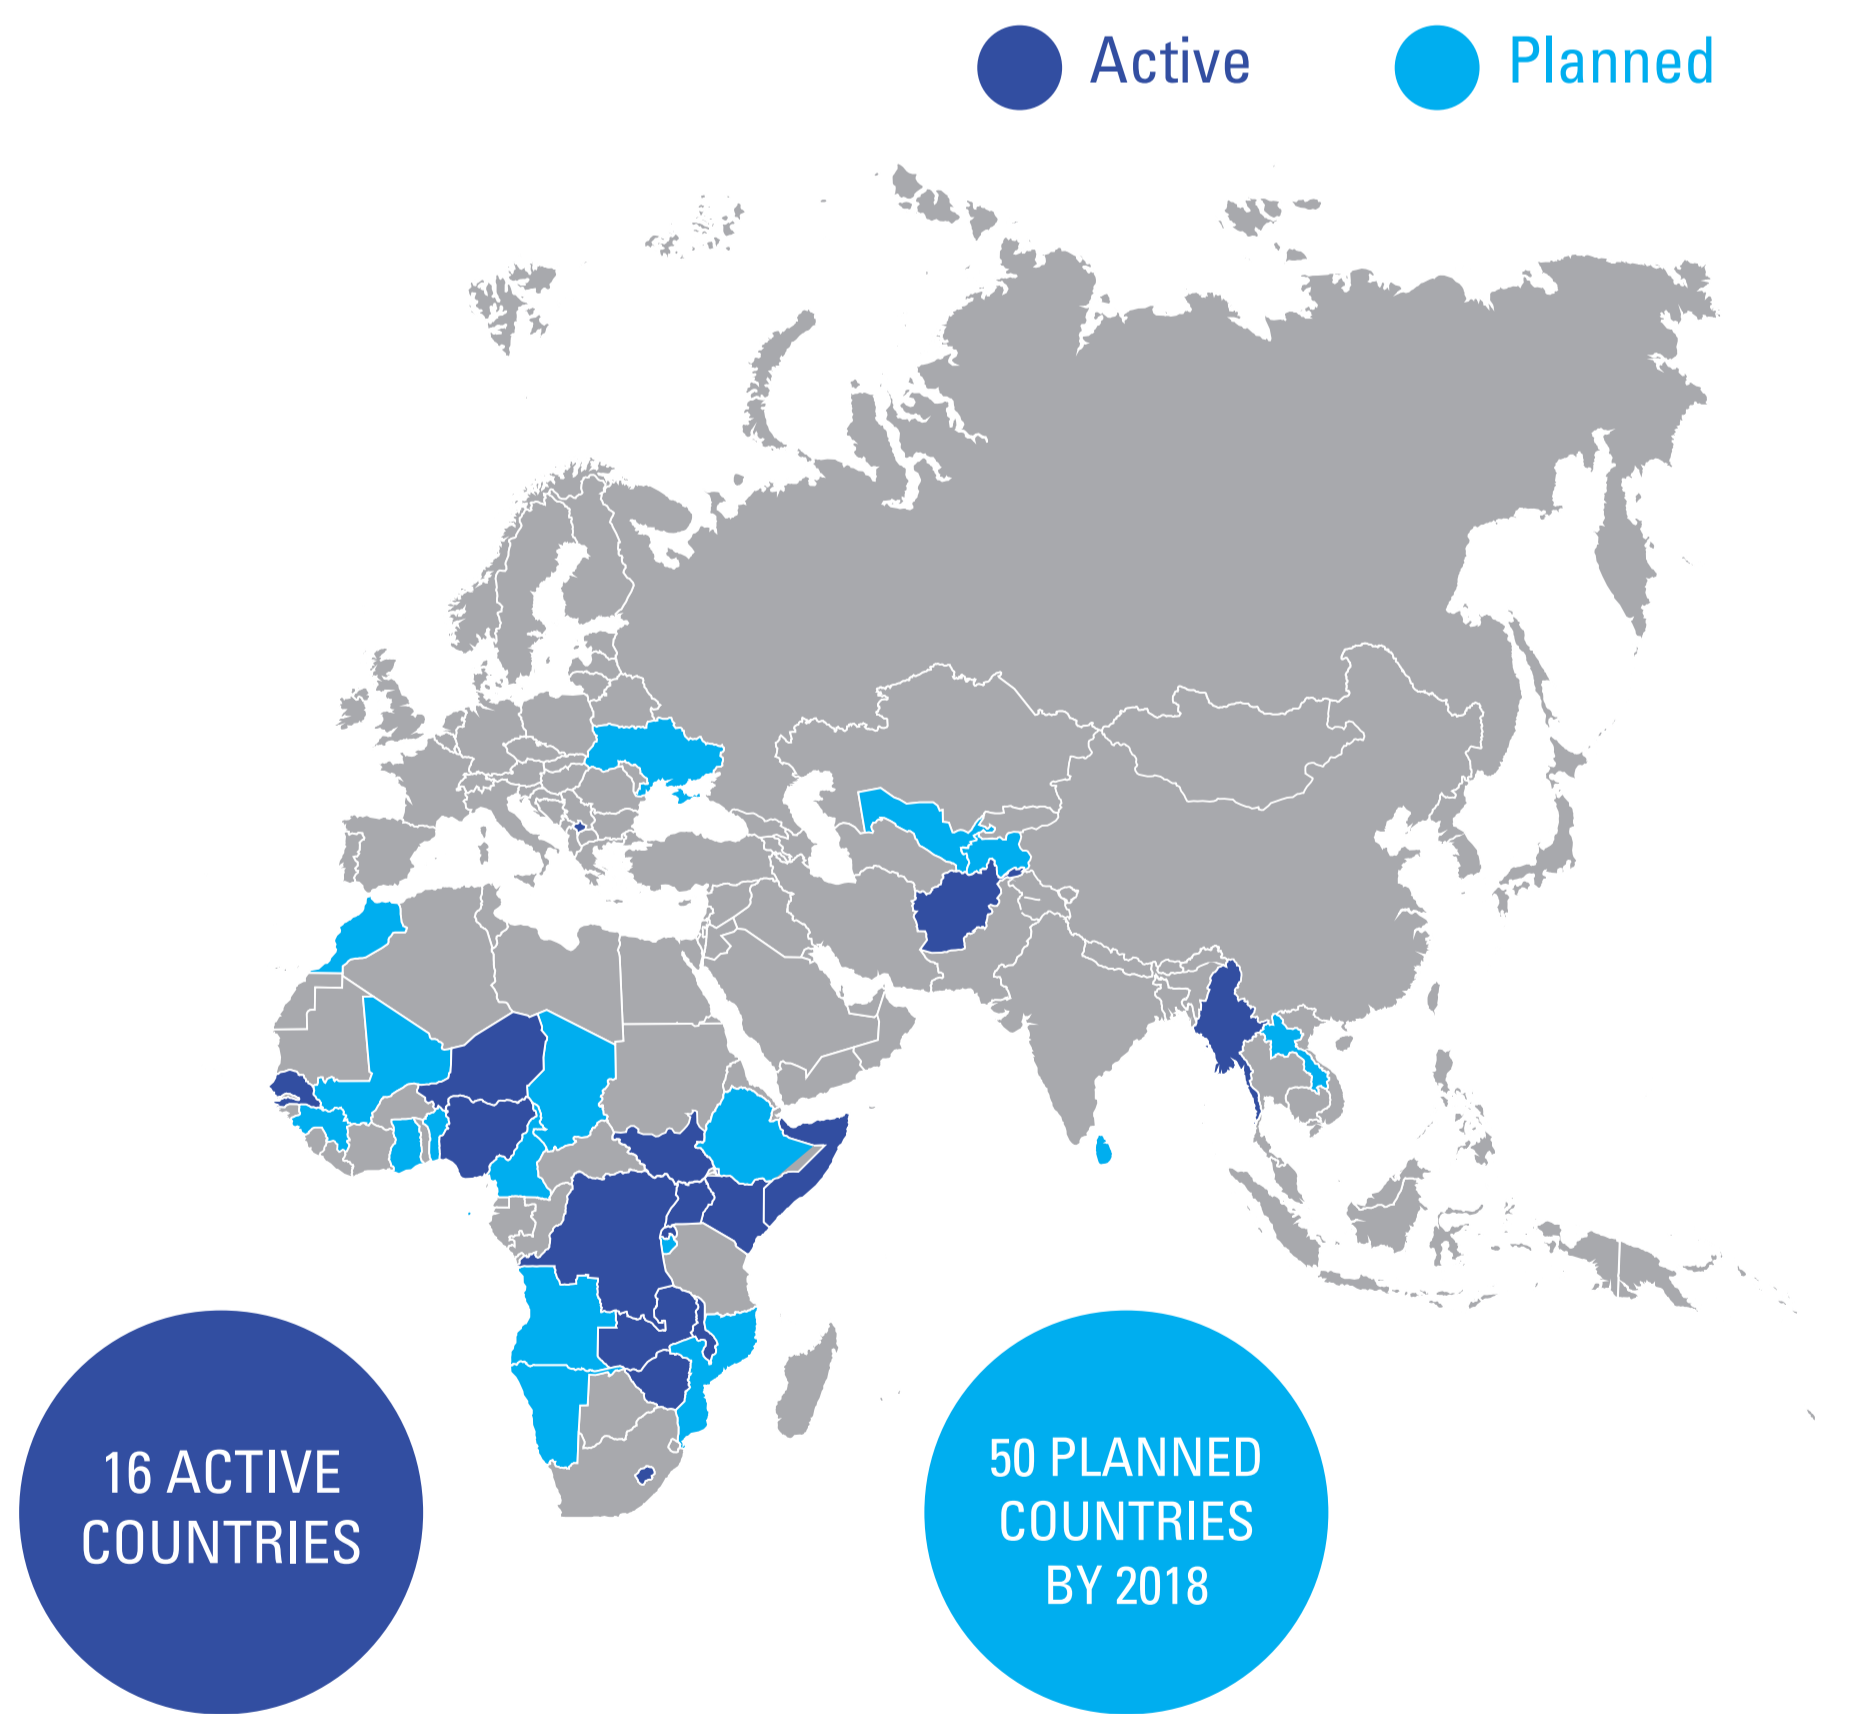 Active
Planned
16 ACTIVE
COUNTRIES
50 PLANNED
COUNTRIES
BY 2018